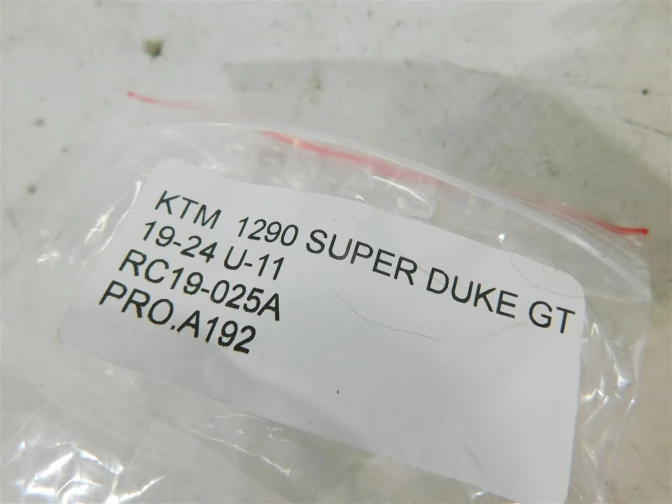 KTM 1290 SUPER DUKE GT
19-24 U-11
RC19-025A
PRO.A192